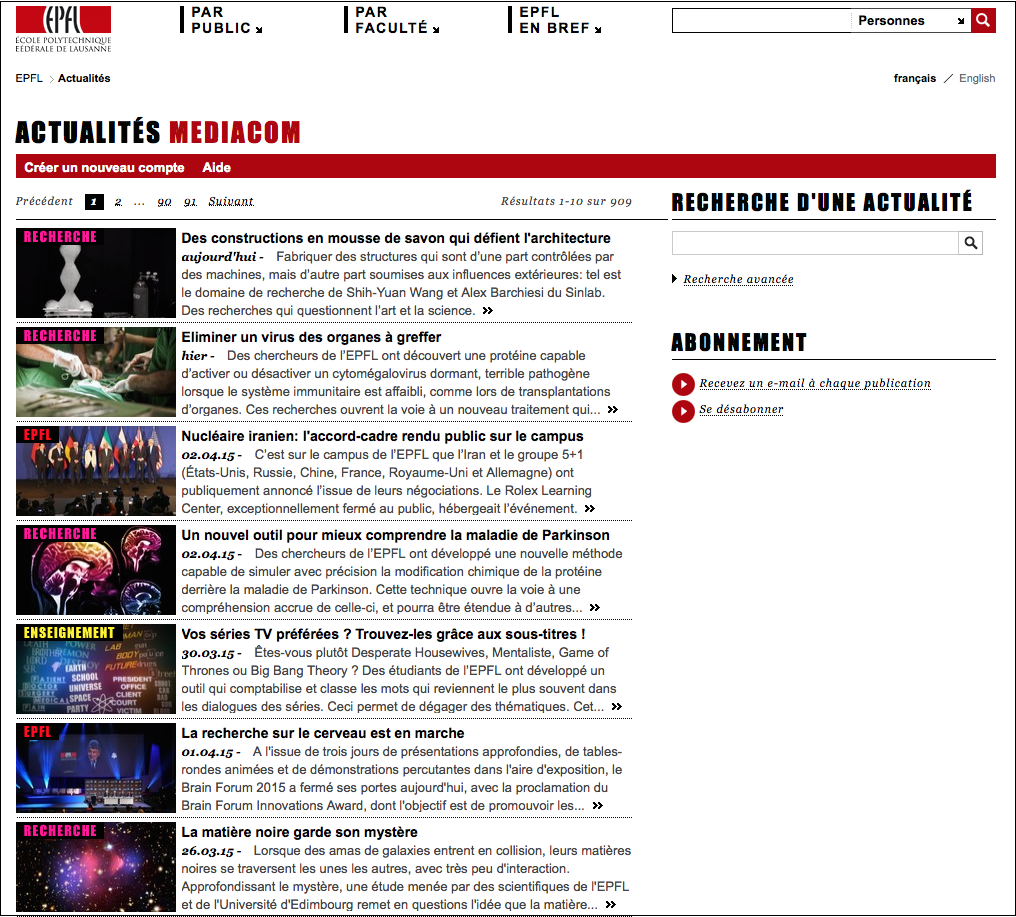 PAR
PUBLIC
PAR
FACULTÉ
EPFL
EN BREF
Personnes
EPFL
ÉCOLE POLYTECHNIQUE
FÉDÉRALE DE LAUSANNE
EPFL > Actualités
français / English
ACTUALITÉS MEDIACOM
Créer un nouveau compte Aide
Précédent 1 2 ... 90 91 Suivant
Résultats 1-10 sur 909
RECHERCHE
Des constructions en mousse de savon qui défient l'architecture
aujourd'hui - Fabriquer des structures qui sont d’une part contrôlées par
des machines, mais d’autre part soumises aux influences extérieures: tel est
le domaine de recherche de Shih-Yuan Wang et Alex Barchiesi du Sinlab.
Des recherches qui questionnent l’art et la science. »
RECHERCHE
Eliminer un virus des organes à greffer
hier - Des chercheurs de l’EPFL ont découvert une protéine capable
d’activer ou désactiver un cytomégalovirus dormant, terrible pathogène
lorsque le système immunitaire est affaibli, comme lors de transplantations
d’organes. Ces recherches ouvrent la voie à un nouveau traitement qui... »
EPFL
Nucléaire iranien: l'accord-cadre rendu public sur le campus
02.04.15 - C’est sur le campus de l’EPFL que l’Iran et le groupe 5+1
(États-Unis, Russie, Chine, France, Royaume-Uni et Allemagne) ont
publiquement annoncé l’issue de leurs négociations. Le Rolex Learning
Center, exceptionnellement fermé au public, hébergeait l’événement. »
RECHERCHE
Un nouvel outil pour mieux comprendre la maladie de Parkinson
02.04.15 - Des chercheurs de l’EPFL ont développé une nouvelle méthode
capable de simuler avec précision la modification chimique de la protéine
derrière la maladie de Parkinson. Cette technique ouvre la voie à une
compréhension accrue de celle-ci, et pourra être étendue à d’autres... »
ENSEIGNEMENT
MAN
DEATH
LAB
BODY
FUTURE
EARTH
SCHOOL
UNIVERSE
PATIENT
DOCTOR
SURGERY
MEDICAL
SPACE
PAIN
PARTY
PRESIDENT
OFFICE
CLIENT
COURT
VICTIM
Vos séries TV préférées ? Trouvez-les grâce aux sous-titres !
30.03.15 - Êtes-vous plutôt Desperate Housewives, Mentaliste, Game of
Thrones ou Big Bang Theory ? Des étudiants de l’EPFL ont développé un
outil qui comptabilise et classe les mots qui reviennent le plus souvent dans
les dialogues des séries. Ceci permet de dégager des thématiques. Cet... »
EPFL
La recherche sur le cerveau est en marche
01.04.15 - A l'issue de trois jours de présentations approfondies, de tables-
rondes animées et de démonstrations percutantes dans l'aire d'exposition, le
Brain Forum 2015 a fermé ses portes aujourd'hui, avec la proclamation du
Brain Forum Innovations Award, dont l'objectif est de promouvoir les... »
RECHERCHE
La matière noire garde son mystère
26.03.15 - Lorsque des amas de galaxies entrent en collision, leurs matières
noires se traversent les unes les autres, avec très peu d'interaction.
Approfondissant le mystère, une étude menée par des scientifiques de l'EPFL
et de l'Université d'Edimbourg remet en questions l'idée que la matière... »
RECHERCHE D'UNE ACTUALITÉ
Recherche avancée
ABONNEMENT
Recevez un e-mail à chaque publication
Se désabonner